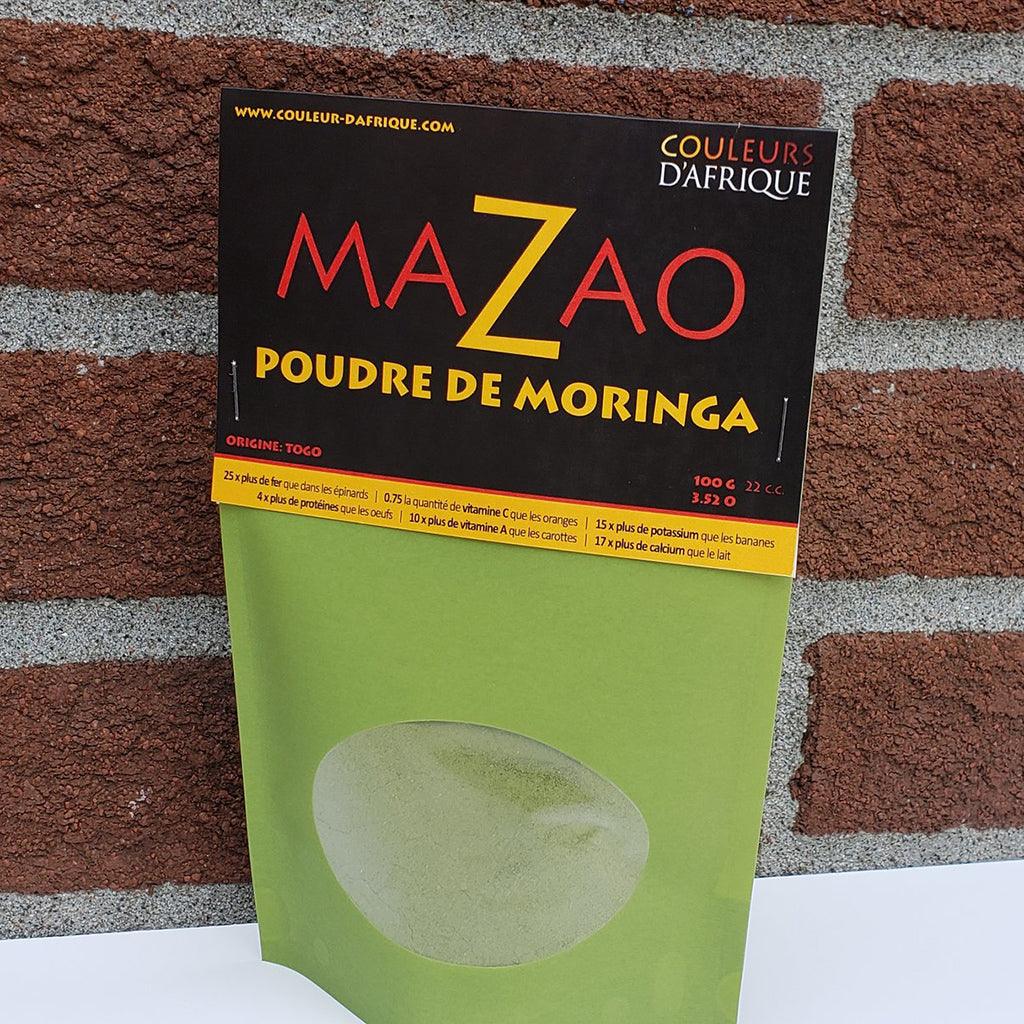 WWW.COULEUR-DAFRIQUE.COM
COULEURS
D'AFRIQUE
MAZAO
POUDRE DE MORINGA
ORIGINE: TOGO
100 G 22 C.C.
3.52 O
25 x plus de fer que dans les épinards | 0.75 la quantité de vitamine C que les oranges | 15 x plus de potassium que les bananes
4 x plus de protéines que les oeufs | 10 x plus de vitamine A que les carottes | 17 x plus de calcium que le lait